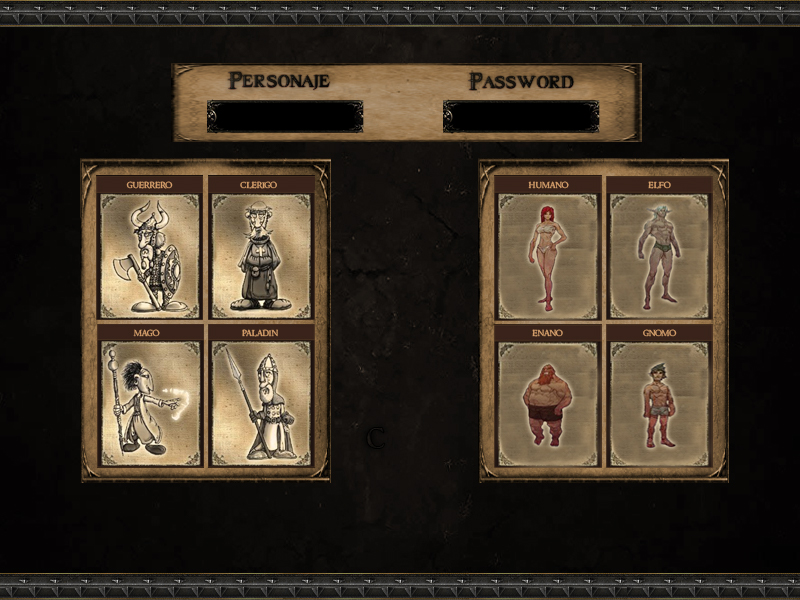 Personaje
Password
GUERRERO
CLERIGO
MAGO
PALADIN
HUMANO
ELFO
ENANO
GNOMO
C